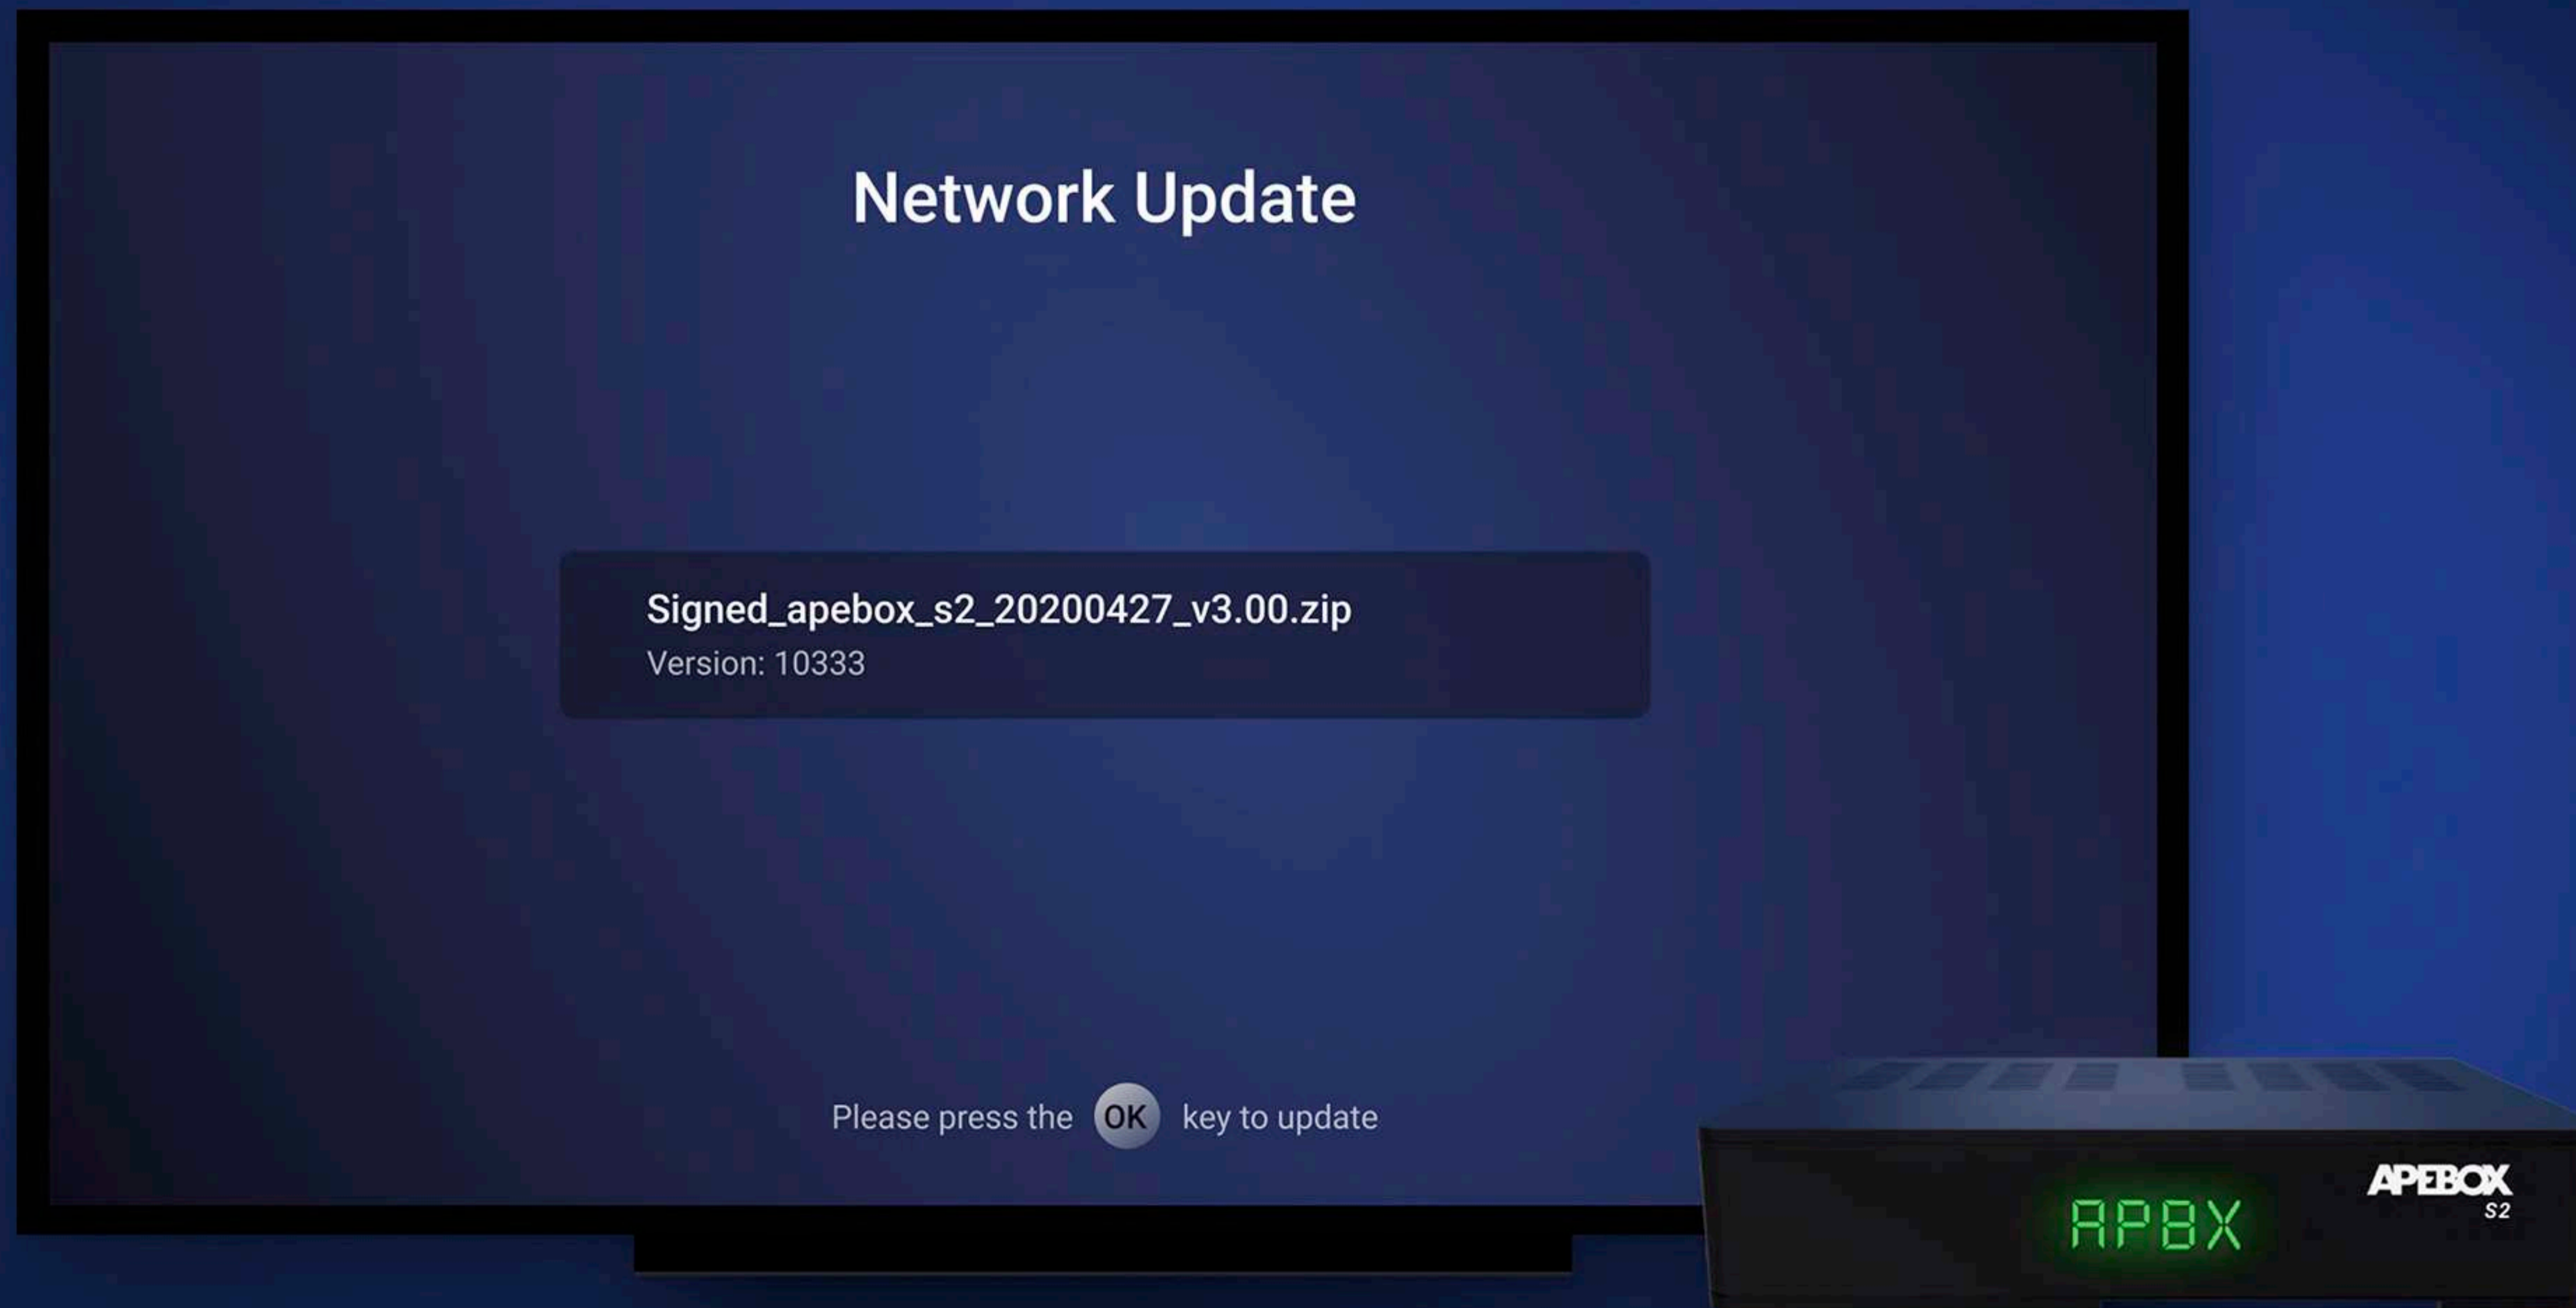 Network Update
Signed_apebox_s2_20200427_v3.00.zip
Version: 10333
Please press the OK key to update
APEBOX
S2
APBX